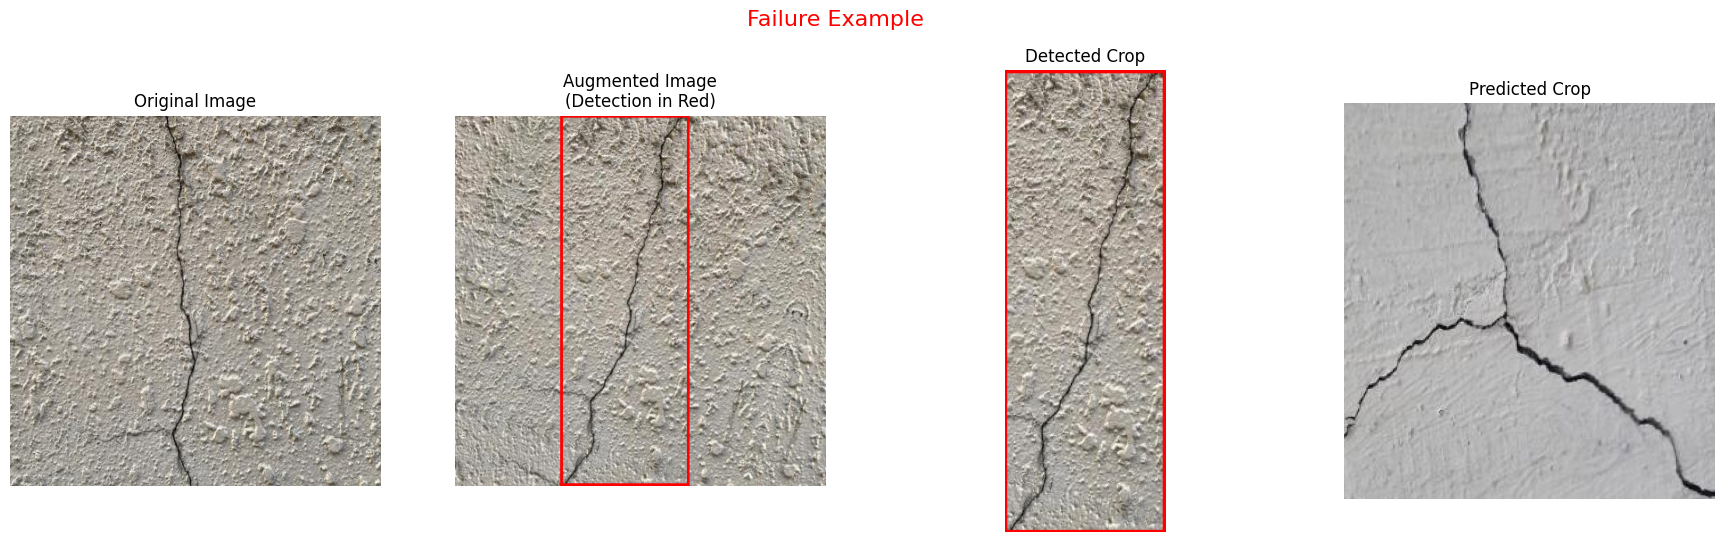 Failure Example
Original Image
Augmented Image
(Detection in Red)
Detected Crop
Predicted Crop